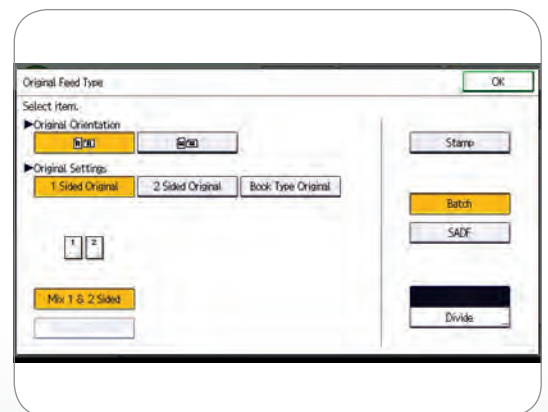 Original Feed Type OK
Select item.
►Original Orientation
Stamp
►Original Settings
1 Sided Original 2 Sided Original Book Type Original
Batch
SADF
1 2
Mix 1 & 2 Sided
Divide